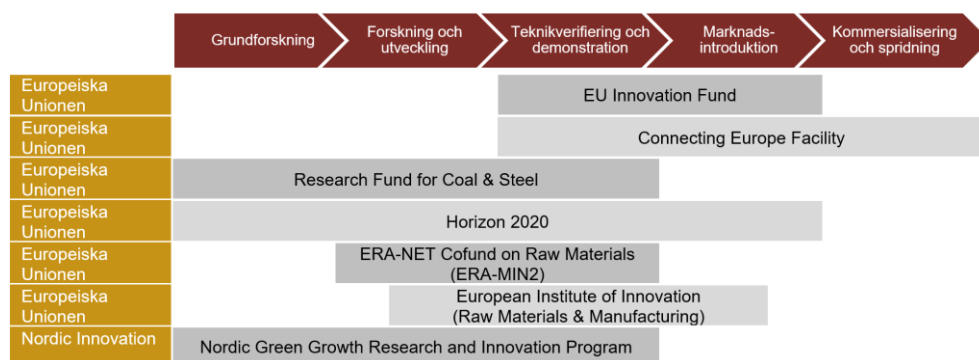 Grundforskning
Forskning och
utveckling
Teknikverifiering och
demonstration
Marknads-
introduktion
Kommersialisering
och spridning
Europeiska
Unionen
EU Innovation Fund
Europeiska
Unionen
Connecting Europe Facility
Europeiska
Unionen
Research Fund for Coal & Steel
Europeiska
Unionen
Horizon 2020
Europeiska
Unionen
ERA-NET Cofund on Raw Materials
(ERA-MIN2)
Europeiska
Unionen
European Institute of Innovation
(Raw Materials & Manufacturing)
Nordic Innovation
Nordic Green Growth Research and Innovation Program